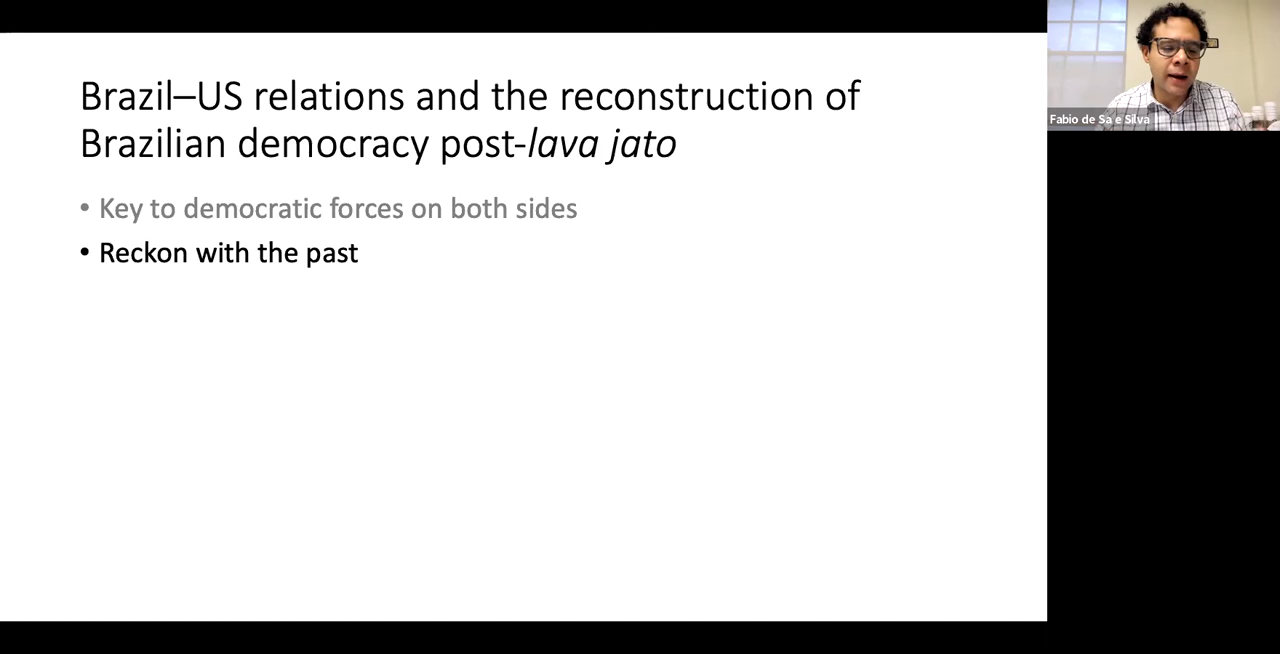 Brazil–US relations and the reconstruction of
Brazilian democracy post-lava jato
• Key to democratic forces on both sides
• Reckon with the past
Fabio de Sa e Silva